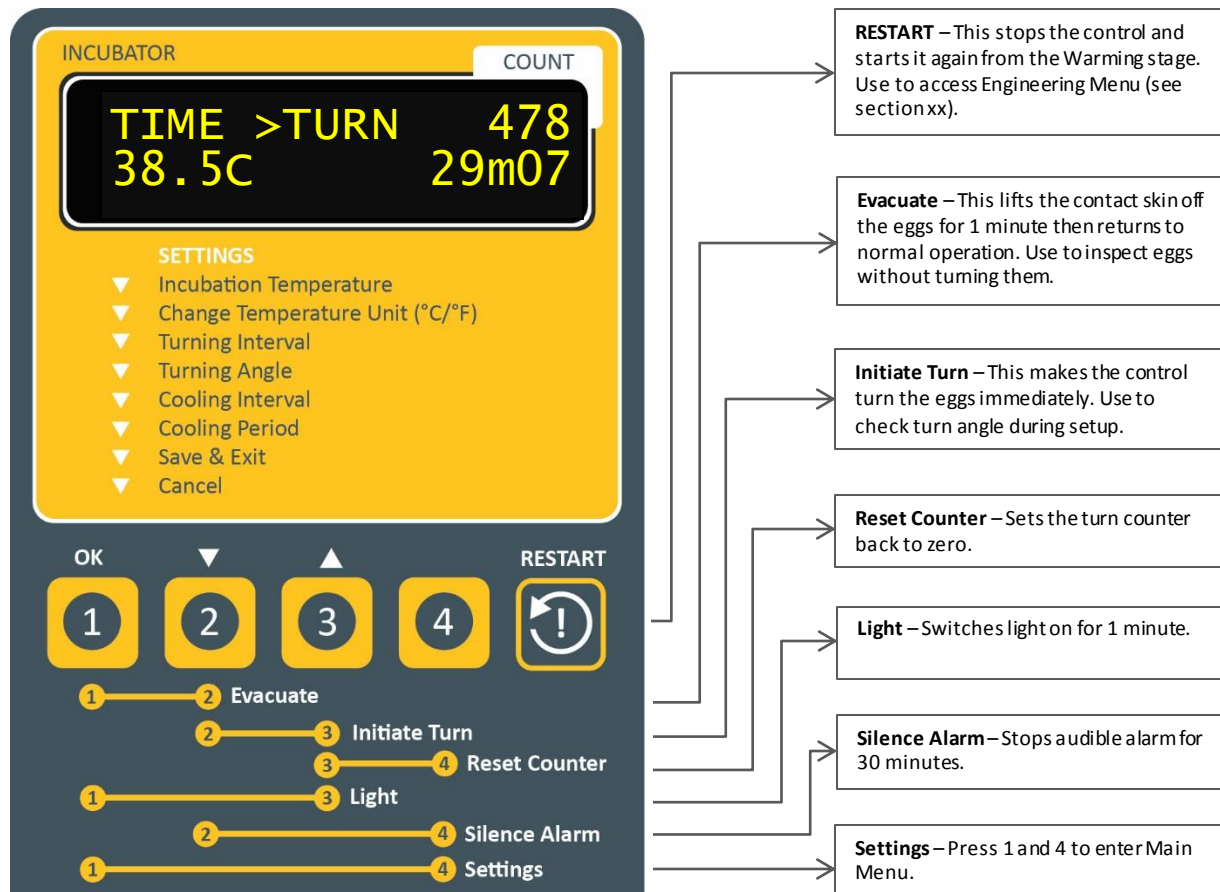 INCUBATOR
COUNT
TIME >TURN 478
38.5C 29m07
SETTINGS
▼ Incubation Temperature
▼ Change Temperature Unit (°C/°F)
▼ Turning Interval
▼ Turning Angle
▼ Cooling Interval
▼ Cooling Period
▼ Save & Exit
▼ Cancel
OK ▼ ▲ RESTART
1 2 3 4 !
1 2 Evacuate
2 3 Initiate Turn
3 4 Reset Counter
1 3 Light
2 4 Silence Alarm
1 4 Settings
RESTART – This stops the control and
starts it again from the Warming stage.
Use to access Engineering Menu (see
section xx).
Evacuate – This lifts the contact skin off
the eggs for 1 minute then returns to
normal operation. Use to inspect eggs
without turning them.
Initiate Turn – This makes the control
turn the eggs immediately. Use to
check turn angle during setup.
Reset Counter – Sets the turn counter
back to zero.
Light – Switches light on for 1 minute.
Silence Alarm – Stops audible alarm for
30 minutes.
Settings – Press 1 and 4 to enter Main
Menu.